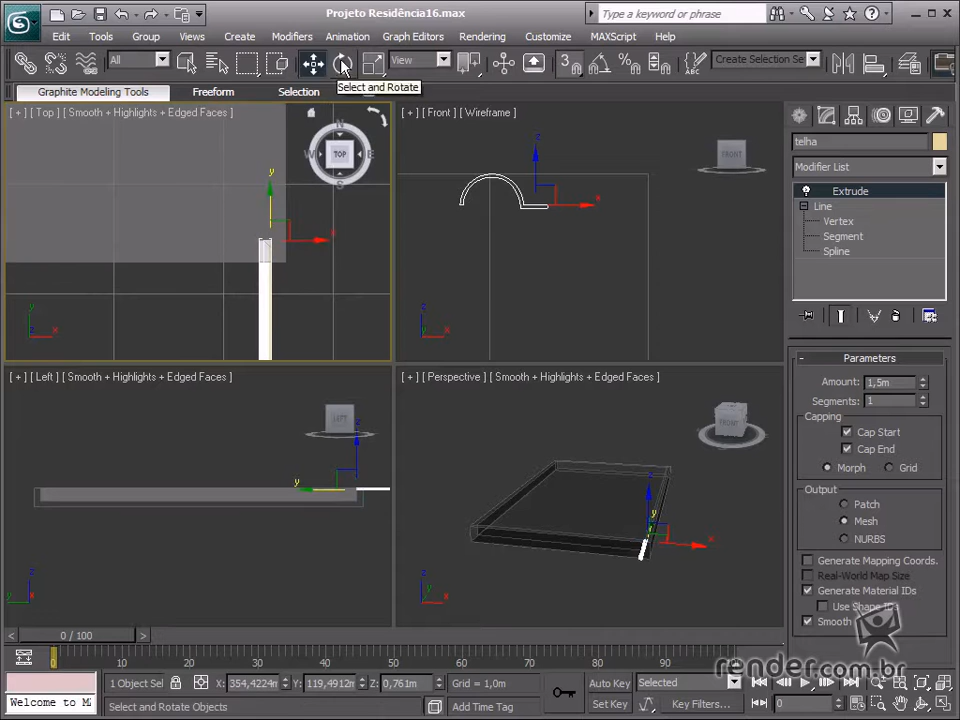 Projeto Residência16.max
Type a keyword or phrase
Edit Tools Group Views Create Modifiers Animation Graph Editors Rendering Customize MAXScript Help
All View 3 Create Selection Se
Select and Rotate
Graphite Modeling Tools Freeform Selection
[ + ] [ Top ] [ Smooth + Highlights + Edged Faces ]
[ + ] [ Front ] [ Wireframe ]
telha
Modifier List
Extrude
Line
Vertex
Segment
Spline
N
W TOP E
S
FRONT
y
x
z
x
y
z x
z
y x
[ + ] [ Left ] [ Smooth + Highlights + Edged Faces ]
[ + ] [ Perspective ] [ Smooth + Highlights + Edged Faces ]
LEFT
FRONT
z
y
z
y
x
z
y x
z
y x
Parameters
Amount: 1,5m
Segments: 1
Capping
Cap Start
Cap End
Morph Grid
Output
Patch
Mesh
NURBS
Generate Mapping Coords.
Real-World Map Size
Generate Material IDs
Use Shape IDs
Smooth
render.com.br
0 / 100
0 10 20 30 40 50 60 70 80 90
1 Object Sel X: 354,4224m Y: 119,4912m Z: 0,761m Grid = 1,0m Auto Key Selected
Welcome to M
Select and Rotate Objects Add Time Tag Set Key Key Filters... 0